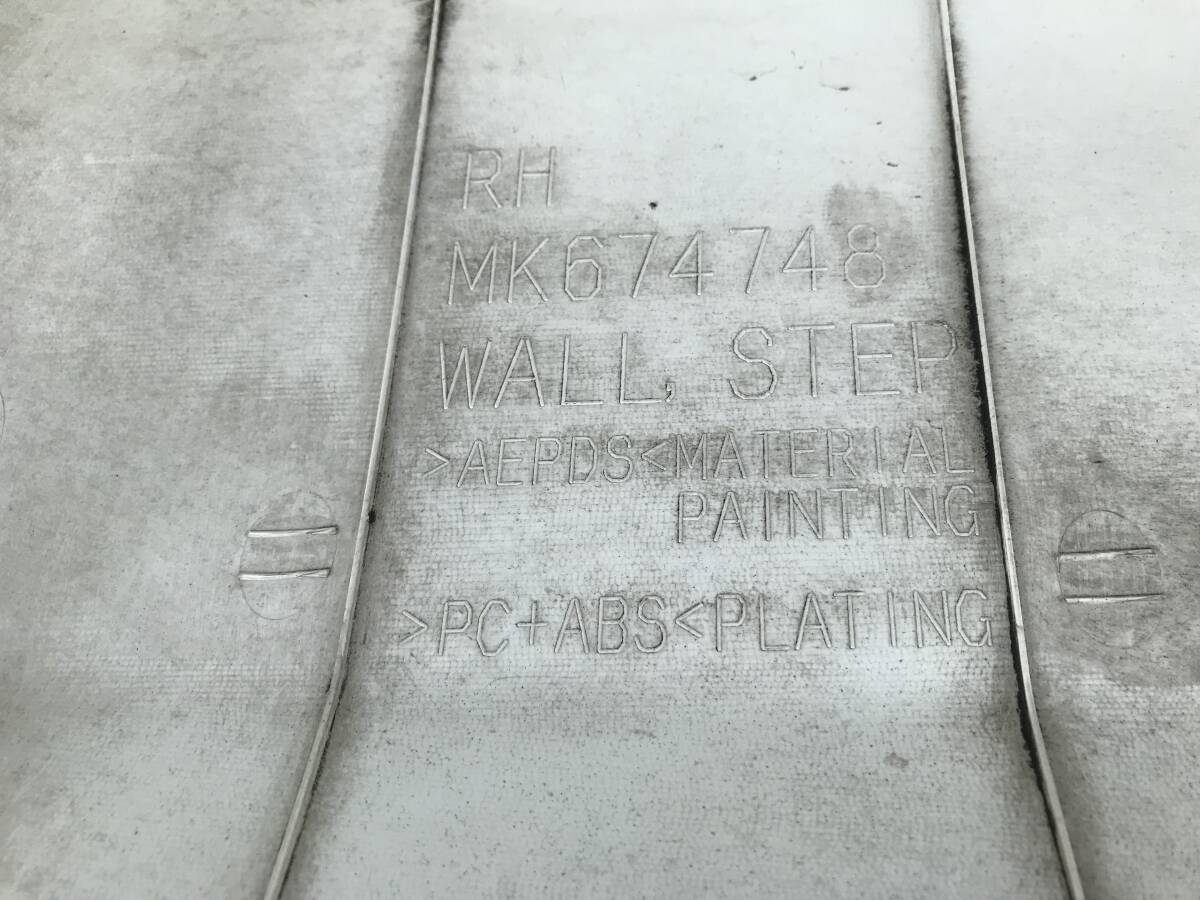 RH
MK674748
WALL, STEP
>AEPDS<MATERIAL
PAINTING
>PC+ABS<PLATING